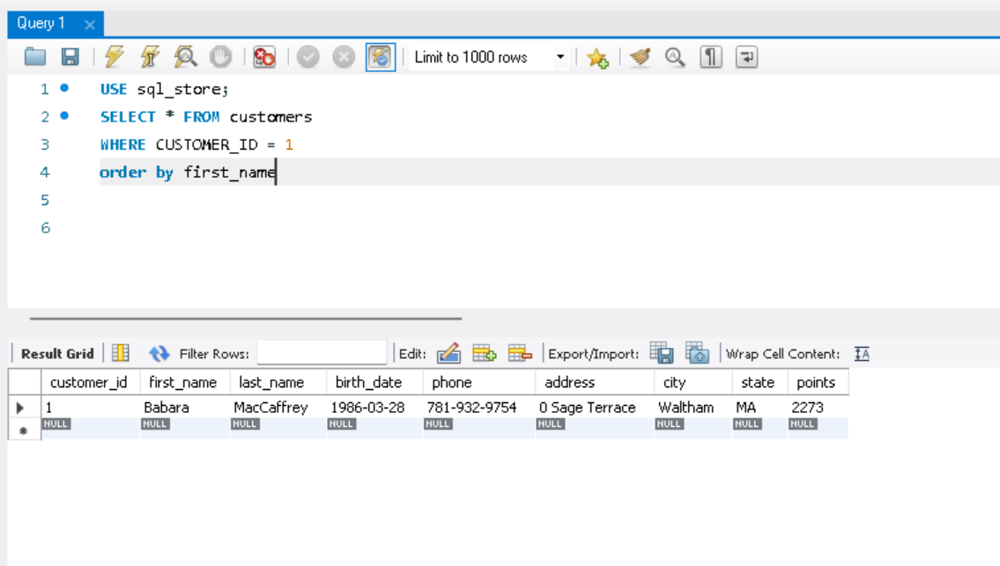 Query 1
Limit to 1000 rows
1 USE sql_store;
2 SELECT * FROM customers
3 WHERE CUSTOMER_ID = 1
4 order by first_name
5
6
Result Grid Filter Rows: Edit: Export/Import: Wrap Cell Content: IA
customer_id first_name last_name birth_date phone address city state points
1 Babara MacCaffrey 1986-03-28 781-932-9754 0 Sage Terrace Waltham MA 2273
NULL NULL NULL NULL NULL NULL NULL NULL NULL